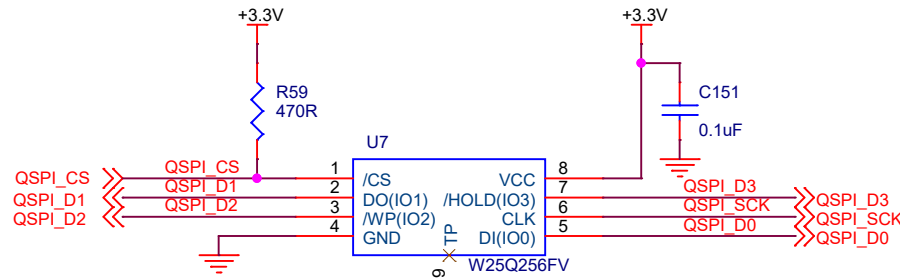 +3.3V
+3.3V
R59
470R
C151
0.1uF
U7
QSPI_CS
QSPI_CS
1
/CS
VCC
8
QSPI_D1
QSPI_D1
2
DO(IO1)
/HOLD(IO3)
7
QSPI_D3
QSPI_D3
QSPI_D2
QSPI_D2
3
/WP(IO2)
CLK
6
QSPI_SCK
QSPI_SCK
4
GND
DI(IO0)
5
QSPI_D0
QSPI_D0
TP
9
W25Q256FV